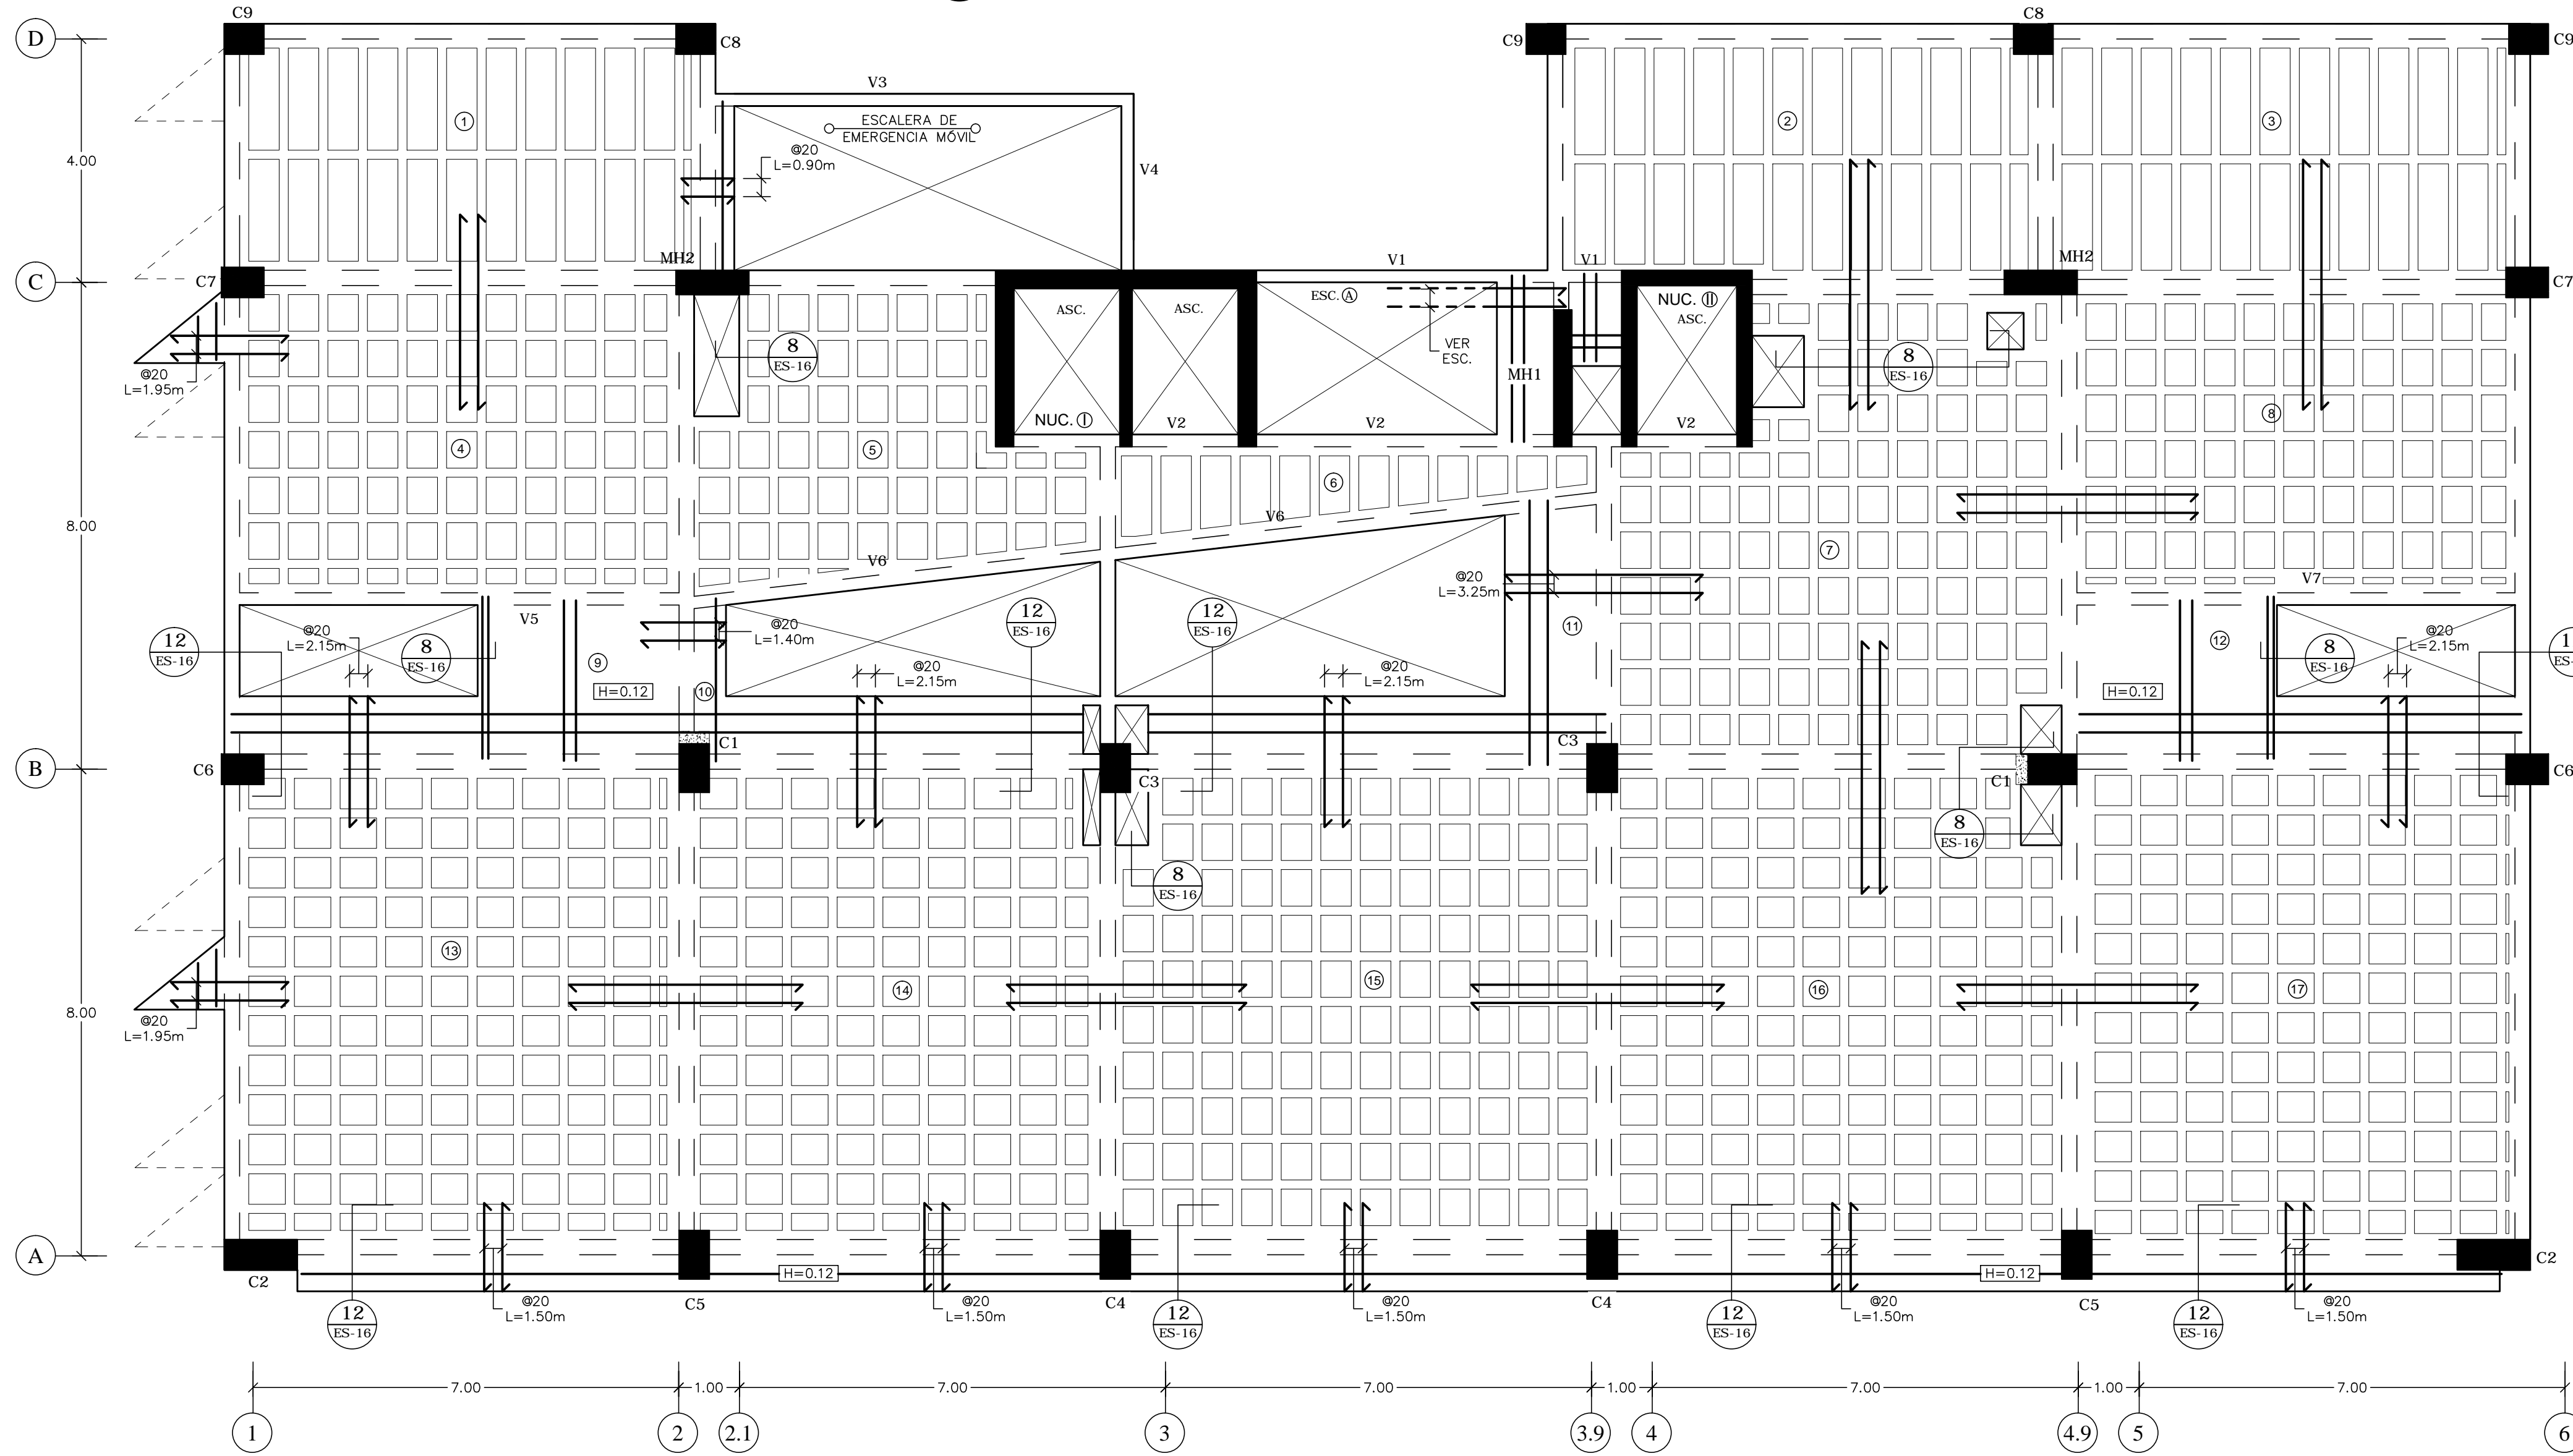 C9
C8
D
C8
C9
C9
V3
ESCALERA DE
EMERGENCIA MÓVIL
1
2
3
@20
L=0.90m
4.00
V4
MH2
V1
V1
MH2
C
C7
C7
ESC. A
NUC. II
ASC.
ASC.
ASC.
VER
ESC.
8
ES-16
8
ES-16
MH1
@20
L=1.95m
NUC. I
V2
V2
V2
8
4
5
6
V6
8.00
7
V6
@20
L=3.25m
V7
V5
12
ES-16
@20
L=2.15m
8
ES-16
@20
L=1.40m
12
ES-16
12
ES-16
11
12
8
ES-16
@20
L=2.15m
9
H=0.12
10
@20
L=2.15m
@20
L=2.15m
H=0.12
C1
C3
B
C6
C3
C1
C6
8
ES-16
8
ES-16
13
14
15
16
17
8.00
@20
L=1.95m
A
C2
H=0.12
H=0.12
C2
C5
C4
C4
C5
@20
L=1.50m
@20
L=1.50m
@20
L=1.50m
@20
L=1.50m
@20
L=1.50m
12
ES-16
12
ES-16
12
ES-16
12
ES-16
7.00
1.00
7.00
7.00
1.00
7.00
1.00
7.00
1
2
2.1
3
3.9
4
4.9
5
6